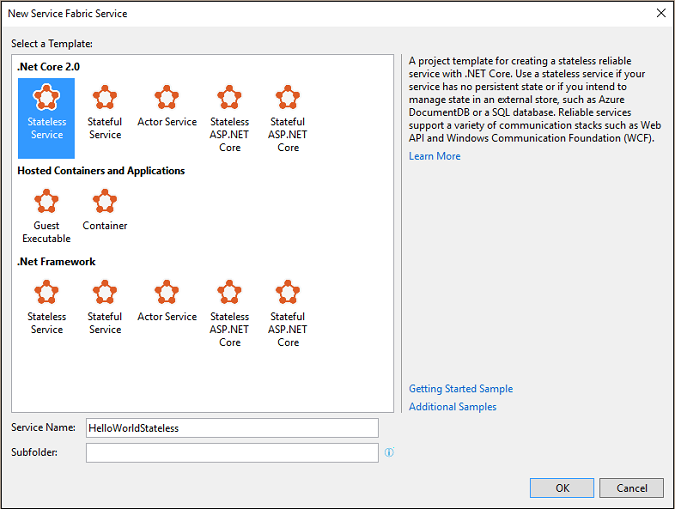 New Service Fabric Service
Select a Template:
.Net Core 2.0
Stateless
Service
Stateful
Service
Actor Service
Stateless
ASP.NET
Core
Stateful
ASP.NET
Core
Hosted Containers and Applications
Guest
Executable
Container
.Net Framework
Stateless
Service
Stateful
Service
Actor Service
Stateless
ASP.NET
Core
Stateful
ASP.NET
Core
A project template for creating a stateless reliable
service with .NET Core. Use a stateless service if your
service has no persistent state or if you intend to
manage state in an external store, such as Azure
DocumentDB or a SQL database. Reliable services
support a variety of communication stacks such as Web
API and Windows Communication Foundation (WCF).
Learn More
Getting Started Sample
Additional Samples
Service Name: HelloWorldStateless
Subfolder:
OK Cancel